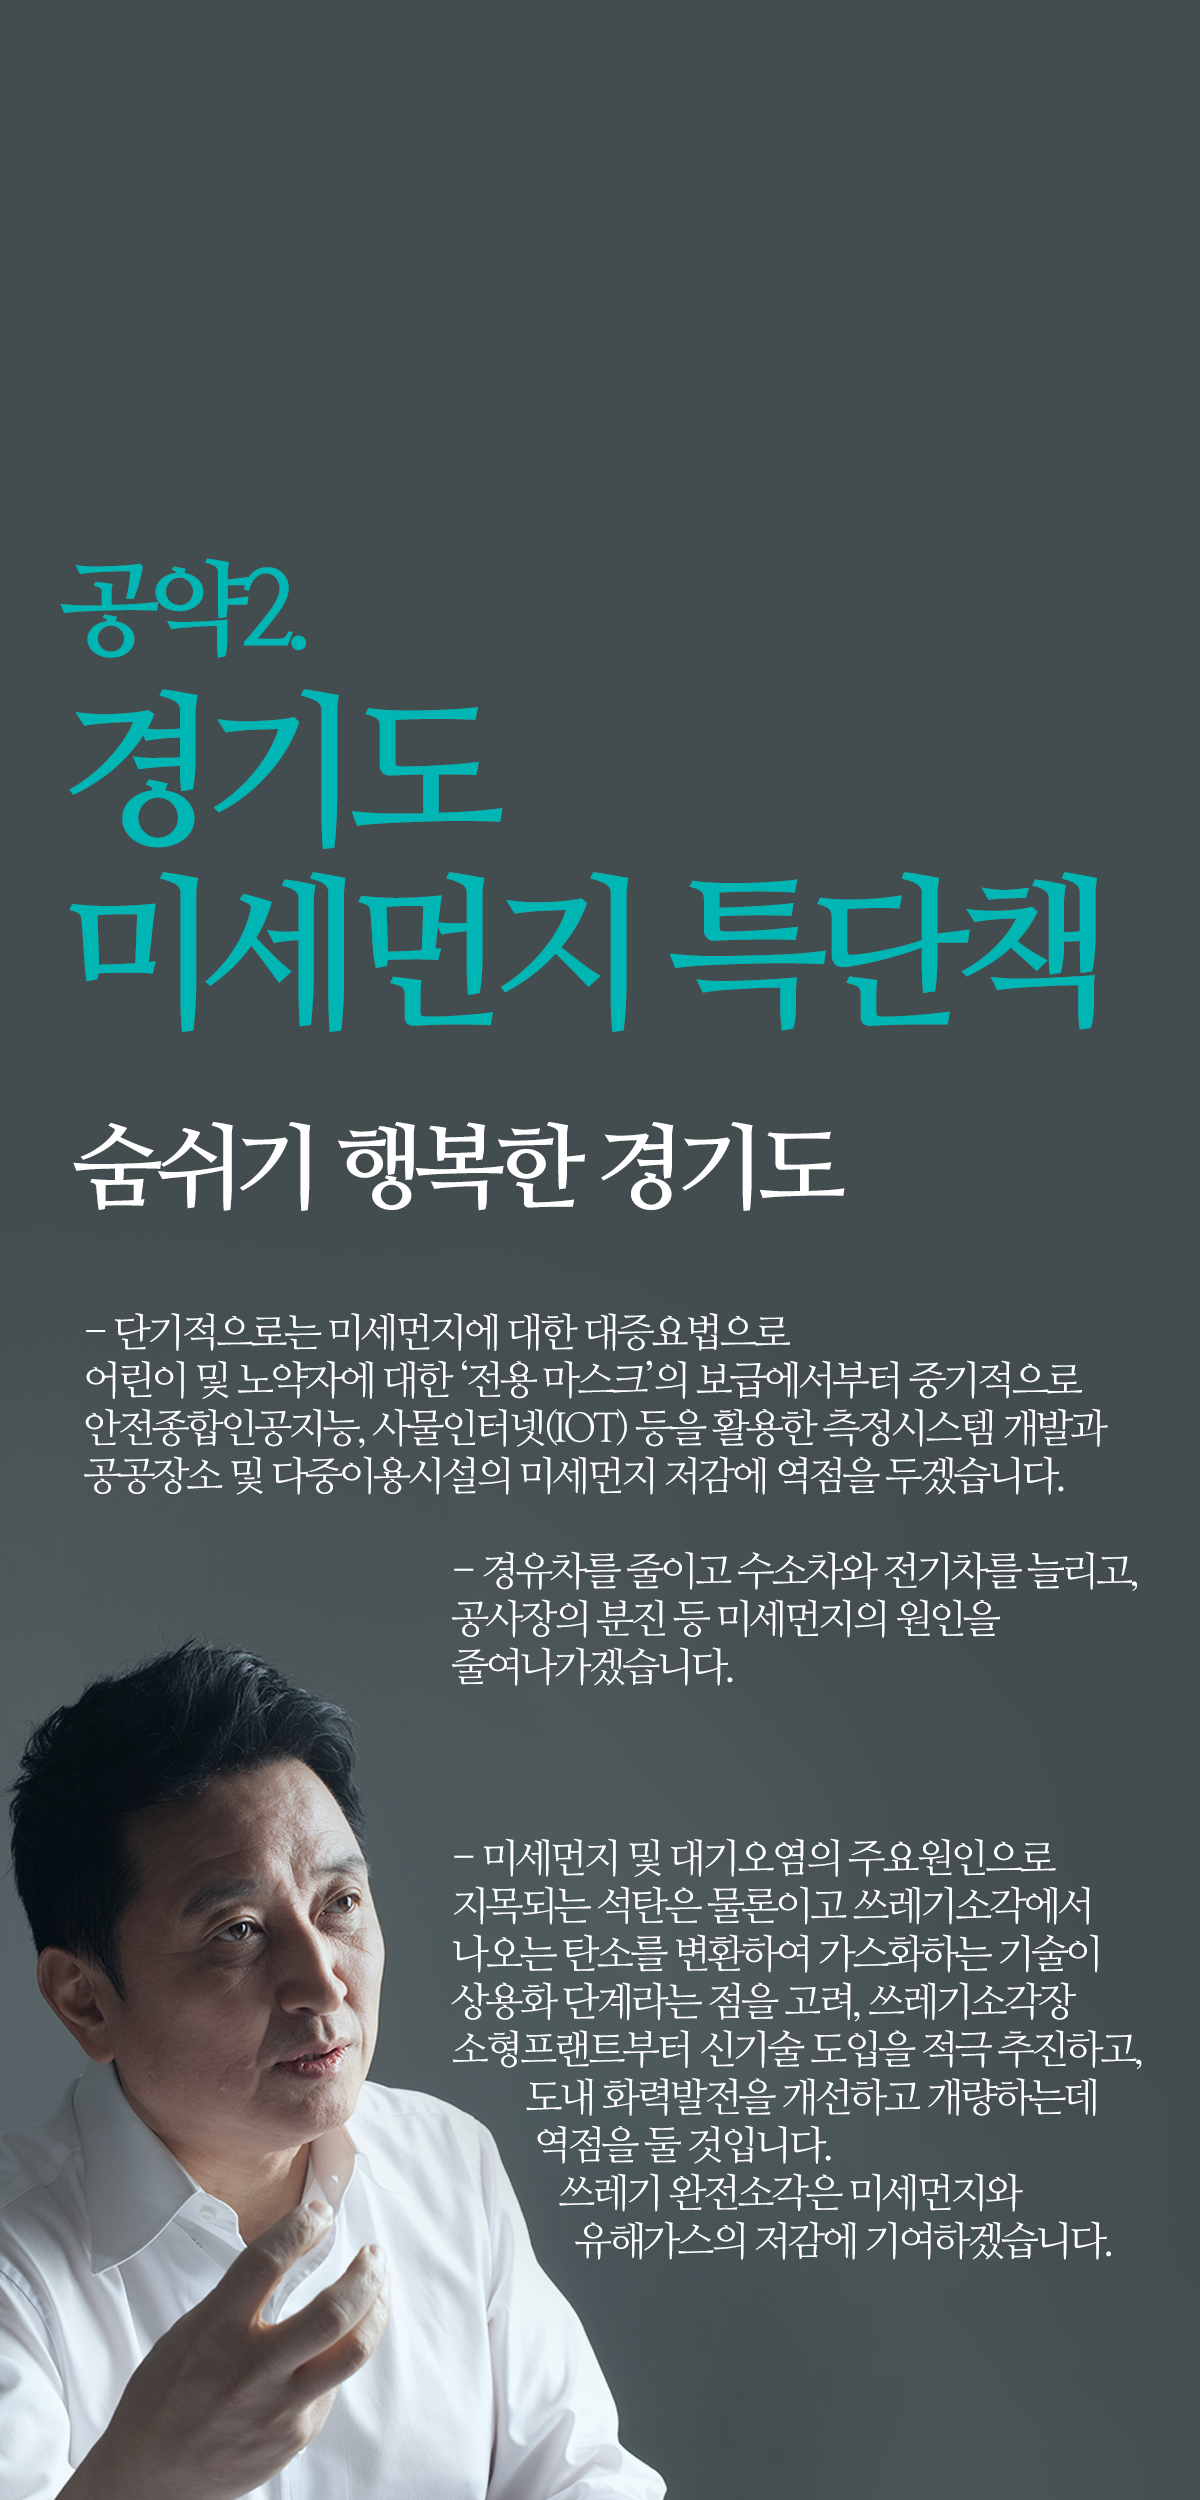 공약2.
경기도
미세먼지 특단책
숨쉬기 행복한 경기도
– 단기적으로는 미세먼지에 대한 대증요법으로
어린이 및 노약자에 대한 ‘전용 마스크’의 보급에서부터 중기적으로
안전종합인공지능, 사물인터넷(IOT) 등을 활용한 측정시스템 개발과
공공장소 및 다중이용시설의 미세먼지 저감에 역점을 두겠습니다.
– 경유차를 줄이고 수소차와 전기차를 늘리고,
공사장의 분진 등 미세먼지의 원인을
줄여나가겠습니다.
– 미세먼지 및 대기오염의 주요원인으로
지목되는 석탄은 물론이고 쓰레기소각에서
나오는 탄소를 변환하여 가스화하는 기술이
상용화 단계라는 점을 고려, 쓰레기소각장
소형프랜트부터 신기술 도입을 적극 추진하고,
도내 화력발전을 개선하고 개량하는데
역점을 둘 것입니다.
쓰레기 완전소각은 미세먼지와
유해가스의 저감에 기여하겠습니다.